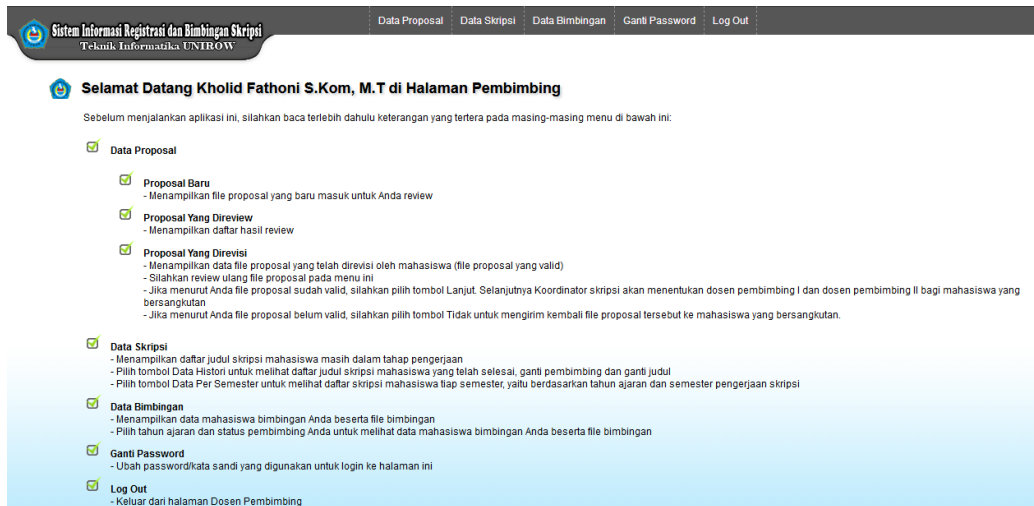 Sistem Informasi Registrasi dan Bimbingan Skripsi
Teknik Informatika UNIROW
Data Proposal Data Skripsi Data Bimbingan Ganti Password Log Out
Selamat Datang Kholid Fathoni S.Kom, M.T di Halaman Pembimbing
Sebelum menjalankan aplikasi ini, silahkan baca terlebih dahulu keterangan yang tertera pada masing-masing menu di bawah ini:
Data Proposal
Proposal Baru
- Menampilkan file proposal yang baru masuk untuk Anda review
Proposal Yang Direview
- Menampilkan daftar hasil review
Proposal Yang Direvisi
- Menampilkan data file proposal yang telah direvisi oleh mahasiswa (file proposal yang valid)
- Silahkan review ulang file proposal pada menu ini
- Jika menurut Anda file proposal sudah valid, silahkan pilih tombol Lanjut. Selanjutnya Koordinator skripsi akan menentukan dosen pembimbing I dan dosen pembimbing II bagi mahasiswa yang
bersangkutan
- Jika menurut Anda file proposal belum valid, silahkan pilih tombol Tidak untuk mengirim kembali file proposal tersebut ke mahasiswa yang bersangkutan.
Data Skripsi
- Menampilkan daftar judul skripsi mahasiswa masih dalam tahap pengerjaan
- Pilih tombol Data Histori untuk melihat daftar judul skripsi mahasiswa yang telah selesai, ganti pembimbing dan ganti judul
- Pilih tombol Data Per Semester untuk melihat daftar skripsi mahasiswa tiap semester, yaitu berdasarkan tahun ajaran dan semester pengerjaan skripsi
Data Bimbingan
- Menampilkan data mahasiswa bimbingan Anda beserta file bimbingan
- Pilih tahun ajaran dan status pembimbing Anda untuk melihat data mahasiswa bimbingan Anda beserta file bimbingan
Ganti Password
- Ubah password/kata sandi yang digunakan untuk login ke halaman ini
Log Out
- Keluar dari halaman Dosen Pembimbing